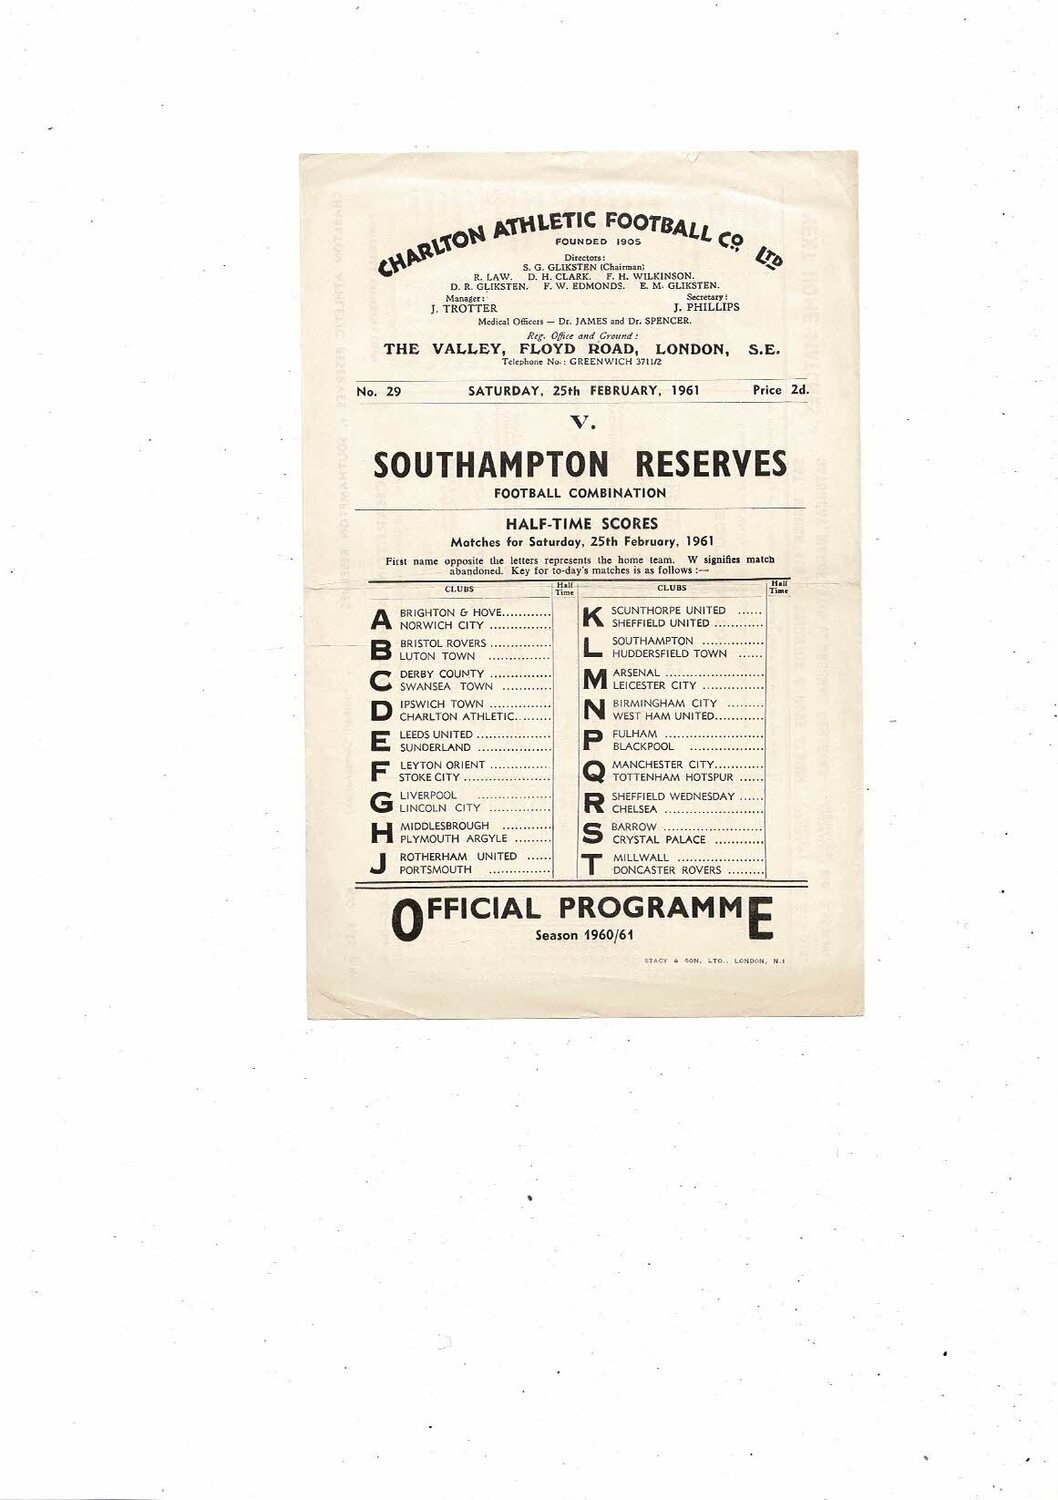 CHARLTON ATHLETIC FOOTBALL CO. LTD
FOUNDED 1905
Directors:
S. G. GLIKSTEN (Chairman)
R. LAW. D. H. CLARK. F. H. WILKINSON.
D. R. GLIKSTEN. F. W. EDMONDS. E. M. GLIKSTEN.
Manager: Secretary:
J. TROTTER J. PHILLIPS
Medical Officers — Dr. JAMES and Dr. SPENCER.
Reg. Office and Ground:
THE VALLEY, FLOYD ROAD, LONDON, S.E.
Telephone No.: GREENWICH 3711/2
No. 29 SATURDAY, 25th FEBRUARY, 1961 Price 2d.
V.
SOUTHAMPTON RESERVES
FOOTBALL COMBINATION
HALF-TIME SCORES
Matches for Saturday, 25th February, 1961
First name opposite the letters represents the home team. W signifies match
abandoned. Key for to-day's matches is as follows :—
CLUBS Half Time CLUBS Half Time
A BRIGHTON & HOVE............
NORWICH CITY ...............
B BRISTOL ROVERS ...............
LUTON TOWN ...............
C DERBY COUNTY ...............
SWANSEA TOWN ............
D IPSWICH TOWN ...............
CHARLTON ATHLETIC.........
E LEEDS UNITED ..................
SUNDERLAND ..................
F LEYTON ORIENT ...............
STOKE CITY .....................
G LIVERPOOL ..................
LINCOLN CITY ...............
H MIDDLESBROUGH ............
PLYMOUTH ARGYLE .........
J ROTHERHAM UNITED ......
PORTSMOUTH ...............
K SCUNTHORPE UNITED ......
SHEFFIELD UNITED ............
L SOUTHAMPTON ...............
HUDDERSFIELD TOWN ......
M ARSENAL ........................
LEICESTER CITY ...............
N BIRMINGHAM CITY .........
WEST HAM UNITED............
P FULHAM ........................
BLACKPOOL ..................
Q MANCHESTER CITY............
TOTTENHAM HOTSPUR ......
R SHEFFIELD WEDNESDAY ......
CHELSEA ........................
S BARROW ........................
CRYSTAL PALACE ............
T MILLWALL .....................
DONCASTER ROVERS .........
OFFICIAL PROGRAMME
Season 1960/61
STACY & SON, LTD., LONDON, N.1